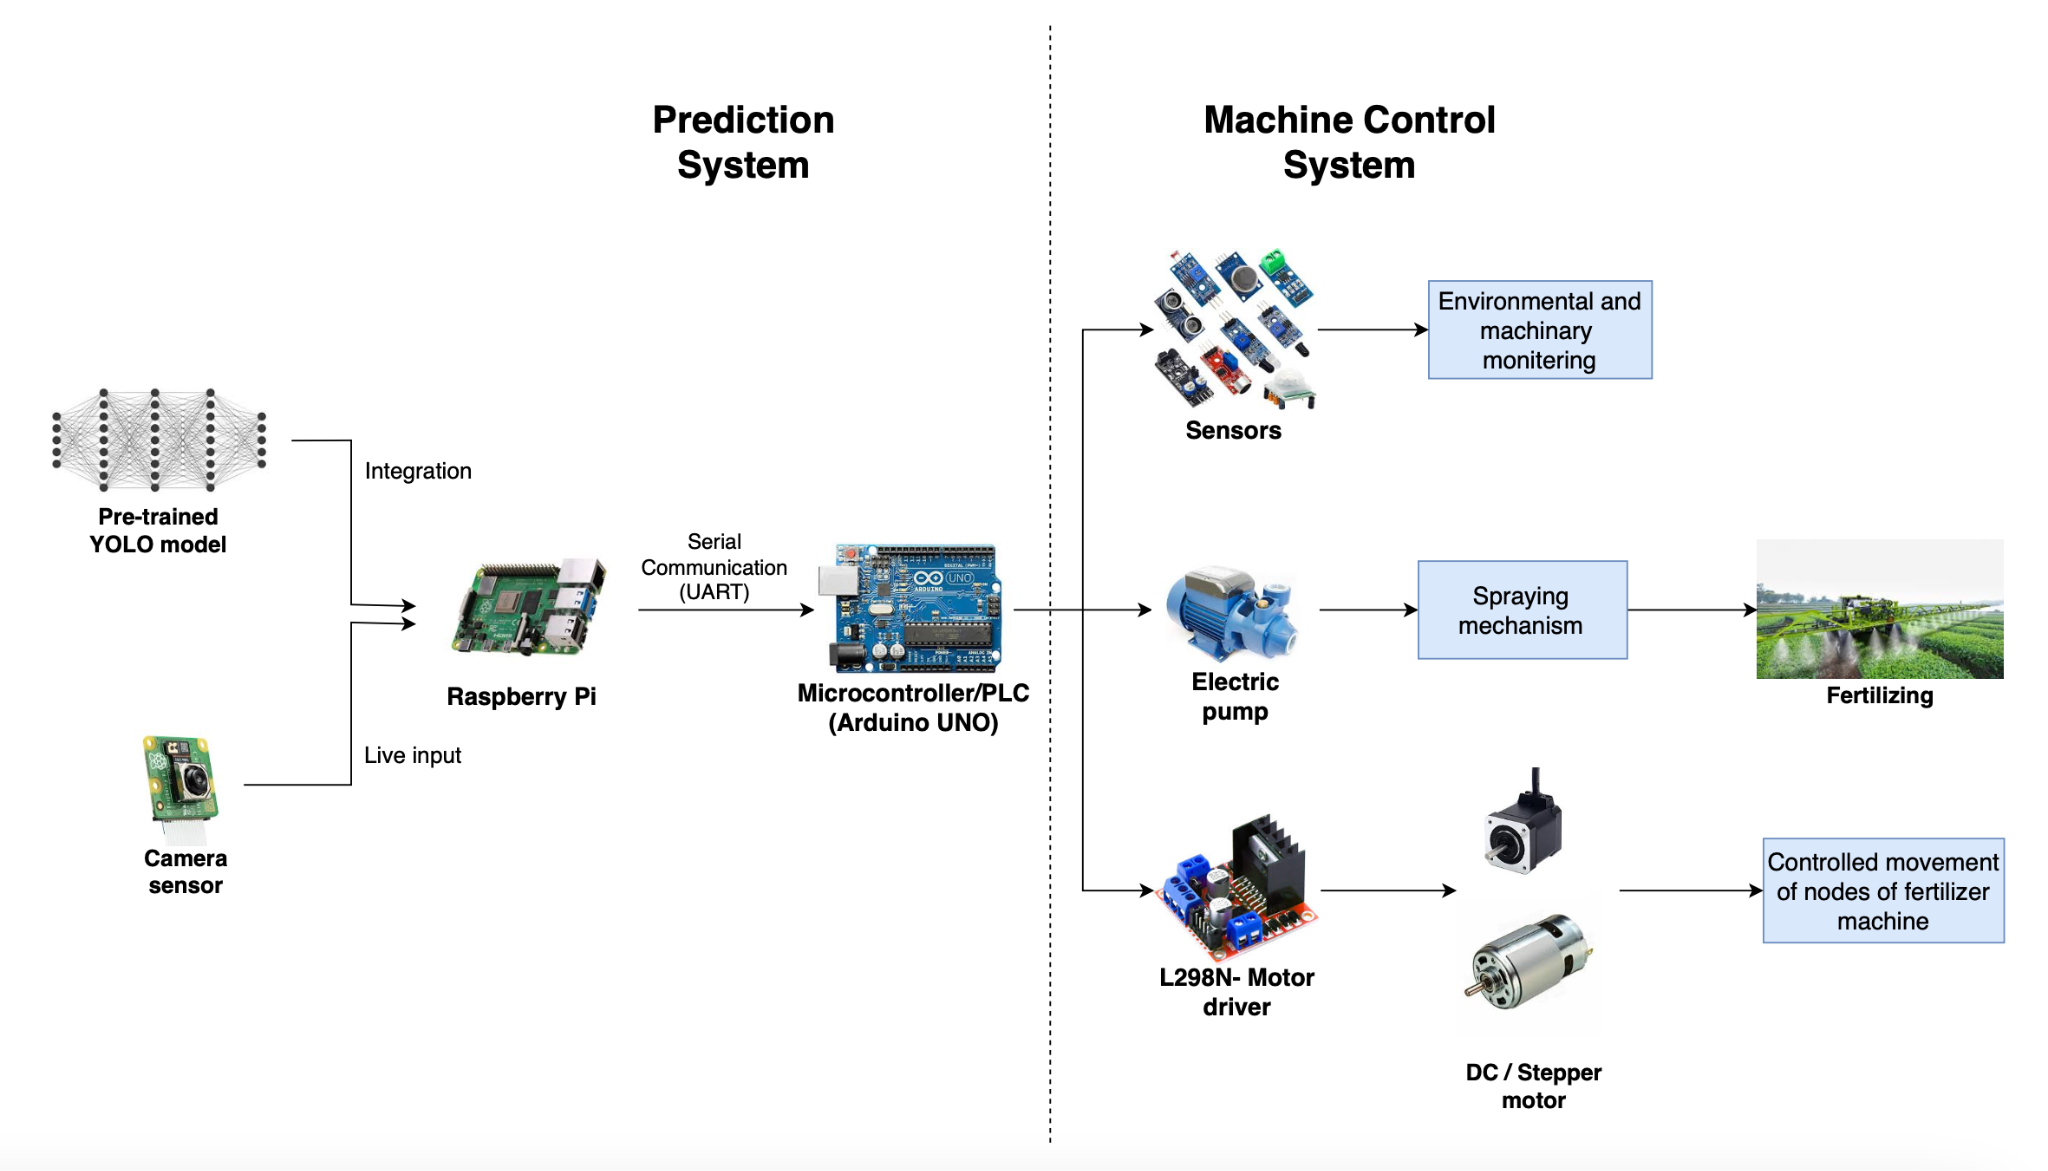 Prediction
System
Machine Control
System
Environmental and
machinary
monitering
Sensors
Integration
Pre-trained
YOLO model
Serial
Communication
(UART)
UNO
ARDUINO
Spraying
mechanism
Raspberry Pi
Microcontroller/PLC
(Arduino UNO)
Electric
pump
Fertilizing
Live input
Camera
sensor
Controlled movement
of nodes of fertilizer
machine
L298N- Motor
driver
DC / Stepper
motor